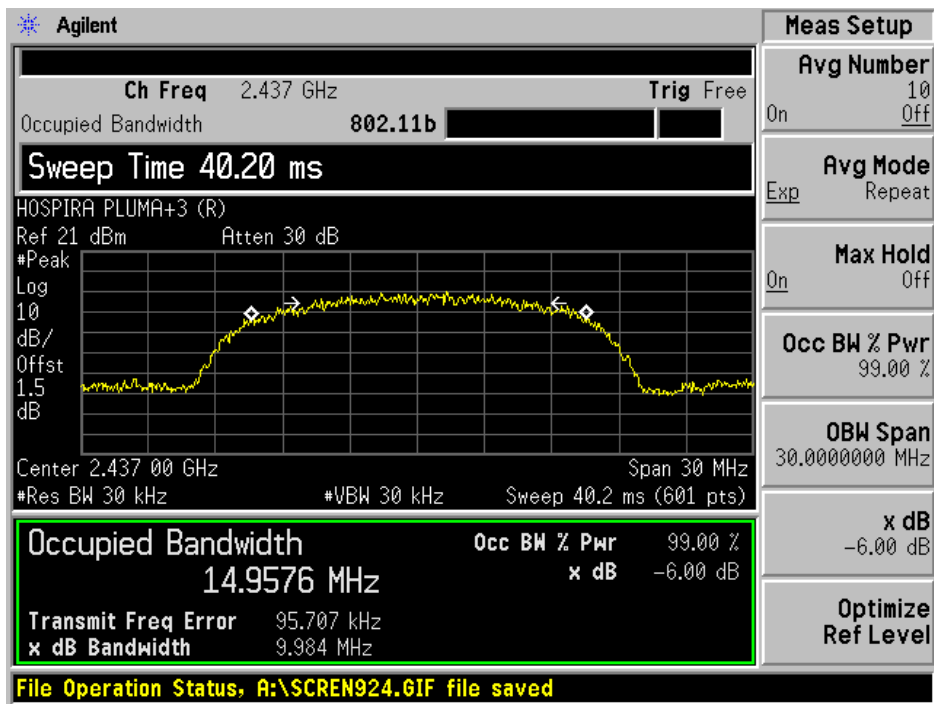 Agilent
Ch Freq 2.437 GHz Trig Free
Occupied Bandwidth 802.11b
Sweep Time 40.20 ms
HOSPIRA PLUMA+3 (R)
Ref 21 dBm Atten 30 dB
#Peak
Log
10
dB/
Offst
1.5
dB
Center 2.437 00 GHz Span 30 MHz
#Res BW 30 kHz #VBW 30 kHz Sweep 40.2 ms (601 pts)
Occupied Bandwidth Occ BW % Pwr 99.00 %
14.9576 MHz x dB -6.00 dB
Transmit Freq Error 95.707 kHz
x dB Bandwidth 9.984 MHz
File Operation Status, A:\SCREN924.GIF file saved
Meas Setup
Avg Number
10
On Off
Avg Mode
Exp Repeat
Max Hold
On Off
Occ BW % Pwr
99.00 %
OBW Span
30.0000000 MHz
x dB
-6.00 dB
Optimize
Ref Level